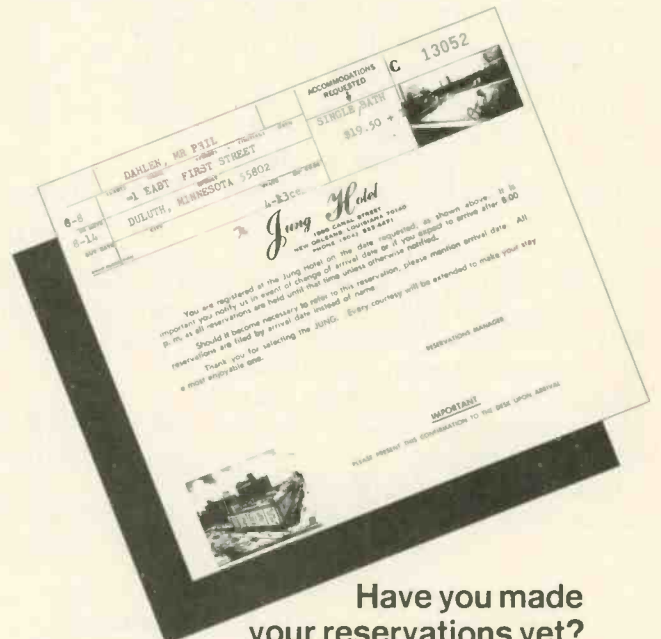 ACCOMMODATIONS
REQUESTED
C 13052
DAHLEN, MR PHIL
SINGLE BATH
8-8
-1 EAST FIRST STREET
$19.50 +
8-14
DULUTH, MINNESOTA 55802
Jung Hotel
1500 CANAL STREET
NEW ORLEANS, LOUISIANA 70140
You are registered at the Jung Hotel on the date requested, as shown above. It is
important you notify us in event of change of arrival date or if you expect to arrive after 6:00
p. m. as all reservations are held until that time unless otherwise notified.
Should it become necessary to refer to this reservation, please mention arrival date. All
reservations are filed by arrival date instead of name.
Thank you for selecting the JUNG. Every courtesy will be extended to make your stay
a most enjoyable one.
RESERVATIONS MANAGER
IMPORTANT
PLEASE PRESENT THIS CONFIRMATION TO THE DESK UPON ARRIVAL
Have you made
your reservations yet?